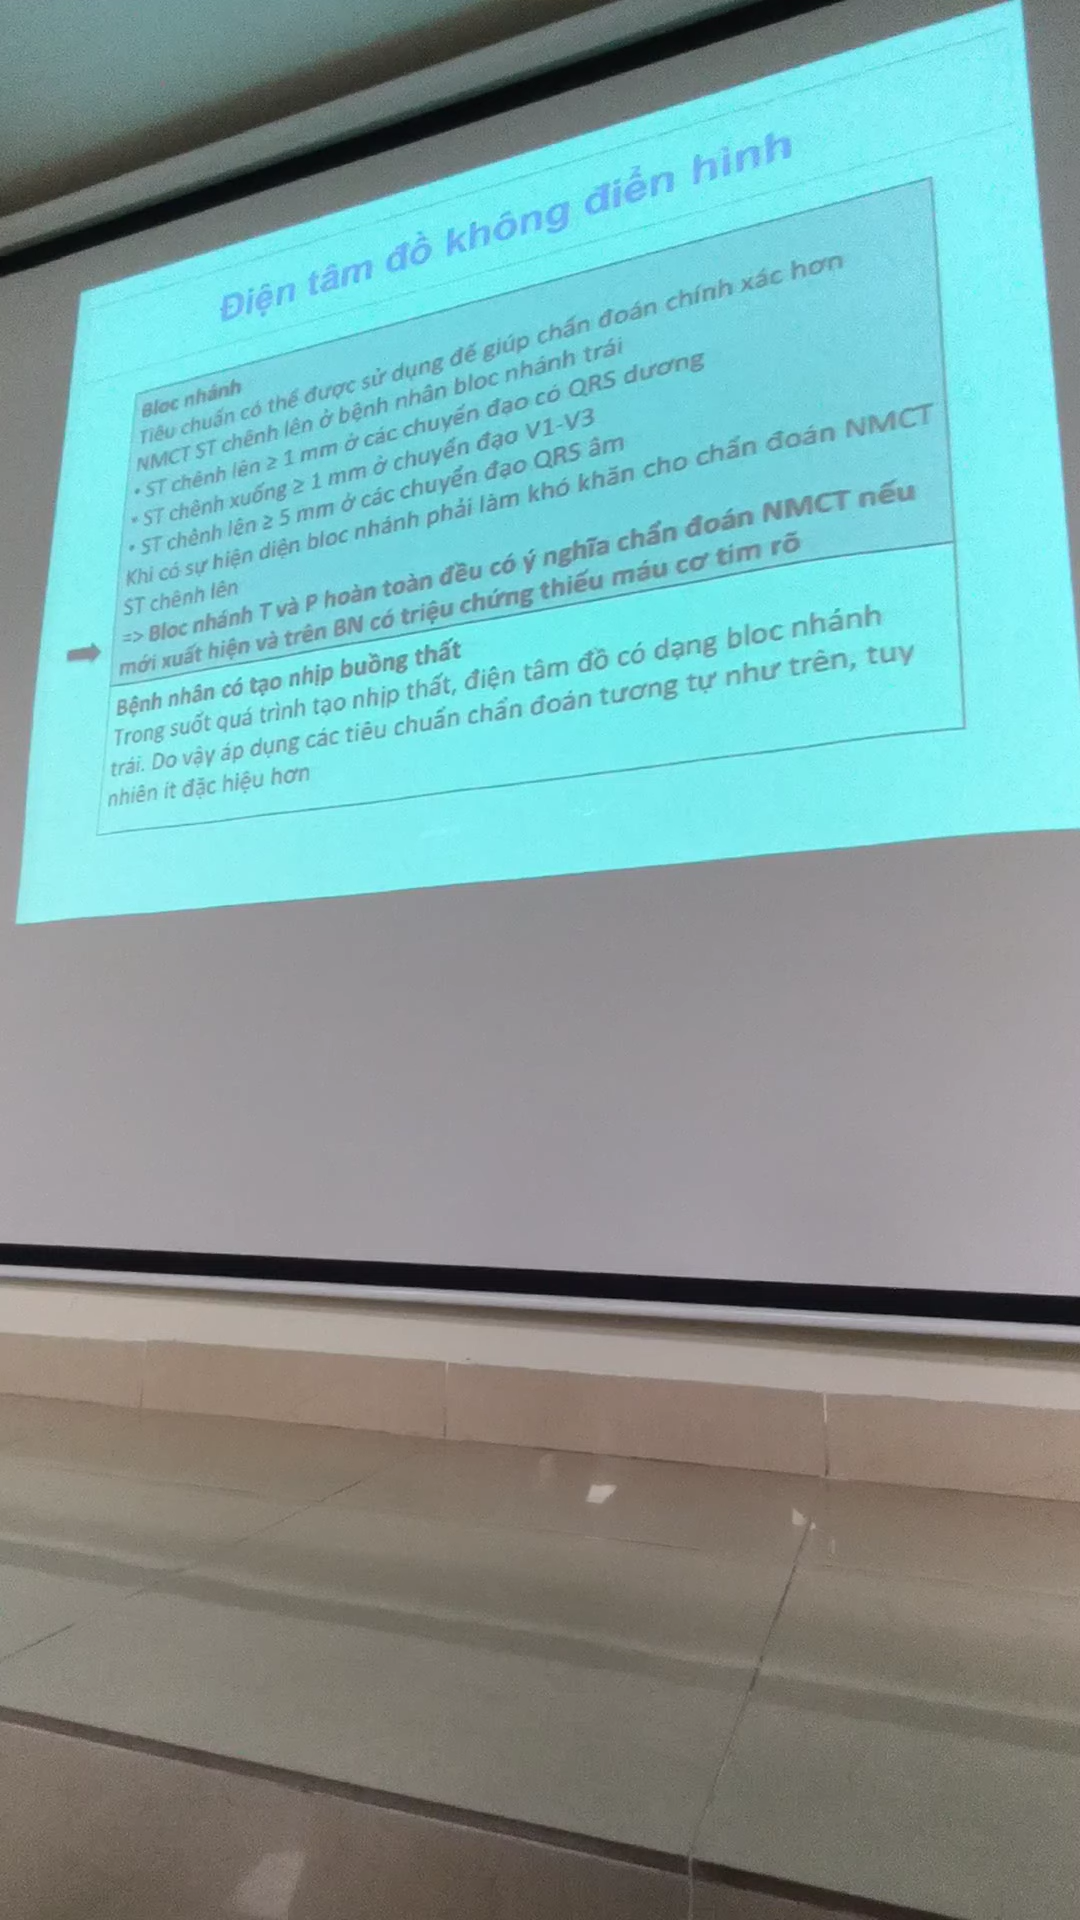 Điện tâm đồ không điển hình
Bloc nhánh
Tiêu chuẩn có thể được sử dụng để giúp chẩn đoán chính xác hơn
NMCT ST chênh lên ở bệnh nhân bloc nhánh trái
• ST chênh lên ≥ 1 mm ở các chuyển đạo có QRS dương
• ST chênh xuống ≥ 1 mm ở chuyển đạo V1-V3
• ST chênh lên ≥ 5 mm ở các chuyển đạo QRS âm
Khi có sự hiện diện bloc nhánh phải làm khó khăn cho chẩn đoán NMCT
ST chênh lên
=> Bloc nhánh T và P hoàn toàn đều có ý nghĩa chẩn đoán NMCT nếu
mới xuất hiện và trên BN có triệu chứng thiếu máu cơ tim rõ
Bệnh nhân có tạo nhịp buồng thất
Trong suốt quá trình tạo nhịp thất, điện tâm đồ có dạng bloc nhánh
trái. Do vậy áp dụng các tiêu chuẩn chẩn đoán tương tự như trên, tuy
nhiên ít đặc hiệu hơn